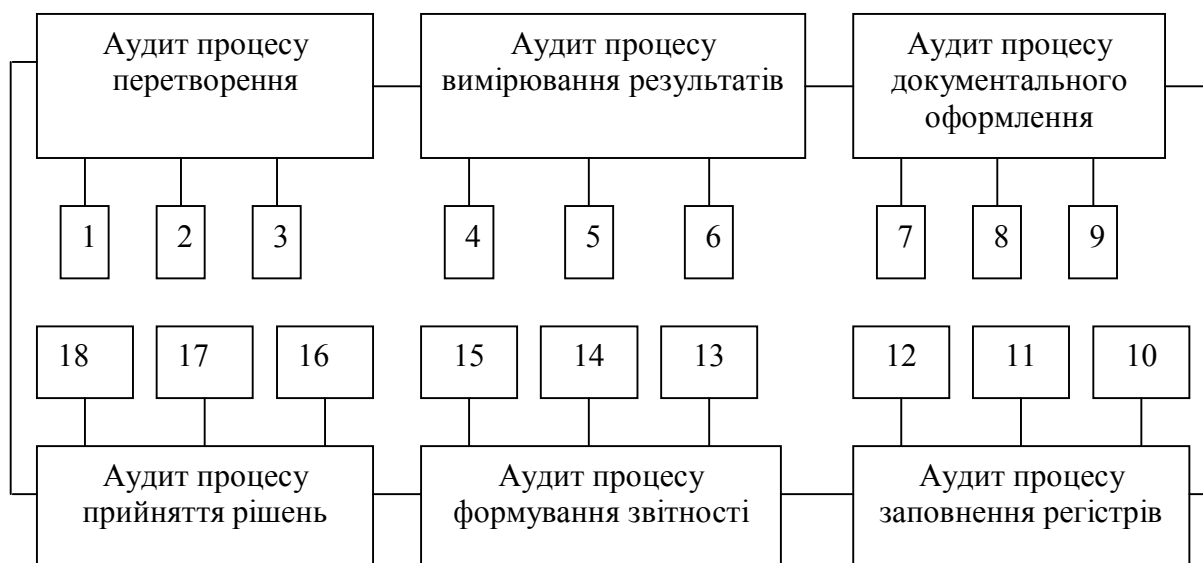 Аудит процесу
перетворення
Аудит процесу
вимірювання результатів
Аудит процесу
документального
оформлення
1 2 3 4 5 6 7 8 9
18 17 16 15 14 13 12 11 10
Аудит процесу
прийняття рішень
Аудит процесу
формування звітності
Аудит процесу
заповнення регістрів